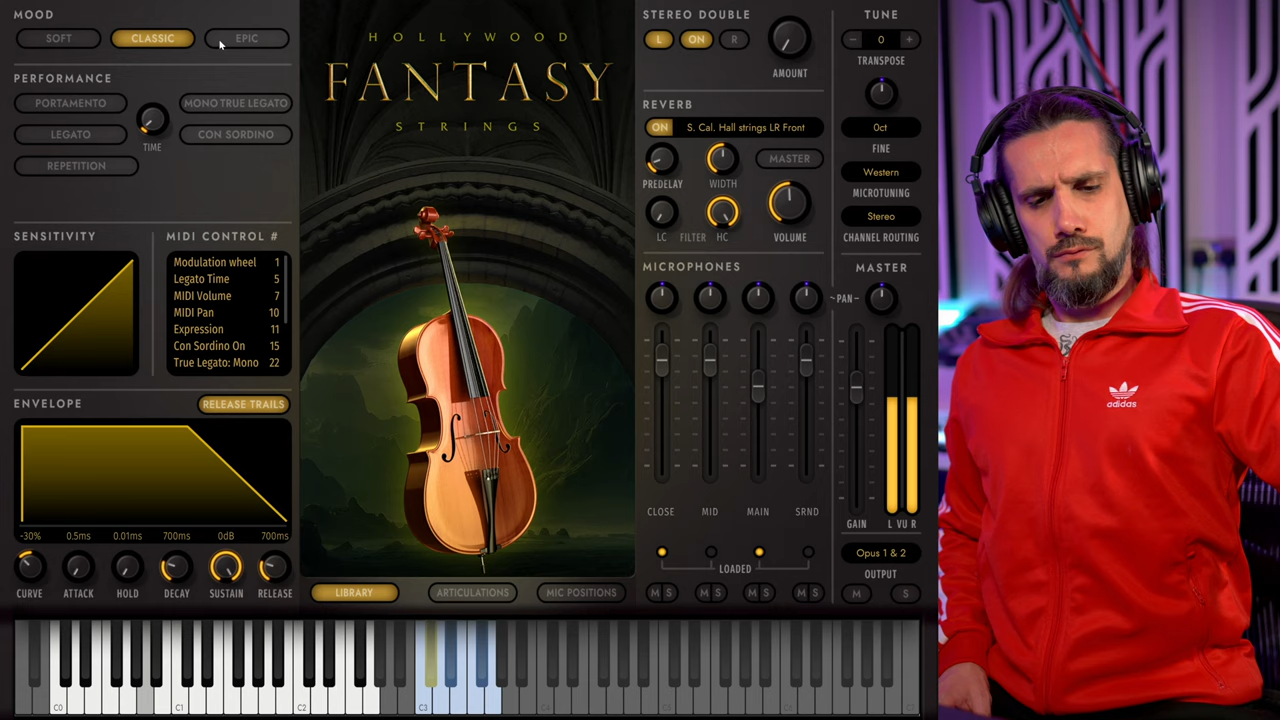 MOOD
SOFT
CLASSIC
EPIC
PERFORMANCE
PORTAMENTO
MONO TRUE LEGATO
LEGATO
TIME
CON SORDINO
REPETITION
SENSITIVITY
MIDI CONTROL #
Modulation wheel 1
Legato Time 5
MIDI Volume 7
MIDI Pan 10
Expression 11
Con Sordino On 15
True Legato: Mono 22
ENVELOPE
RELEASE TRAILS
-30% 0.5ms 0.01ms 700ms 0dB 700ms
CURVE ATTACK HOLD DECAY SUSTAIN RELEASE
HOLLYWOOD
FANTASY
STRINGS
LIBRARY
ARTICULATIONS
MIC POSITIONS
STEREO DOUBLE
L ON R
AMOUNT
REVERB
ON S. Cal. Hall strings LR Front
PREDELAY WIDTH MASTER
LC FILTER HC VOLUME
MICROPHONES
PAN
CLOSE MID MAIN SRND
LOADED
M S M S M S M S
TUNE
− 0 +
TRANSPOSE
0ct
FINE
Western
MICROTUNING
Stereo
CHANNEL ROUTING
MASTER
GAIN L VU R
Opus 1 & 2
OUTPUT
M S
C0 C1 C2 C3
adidas